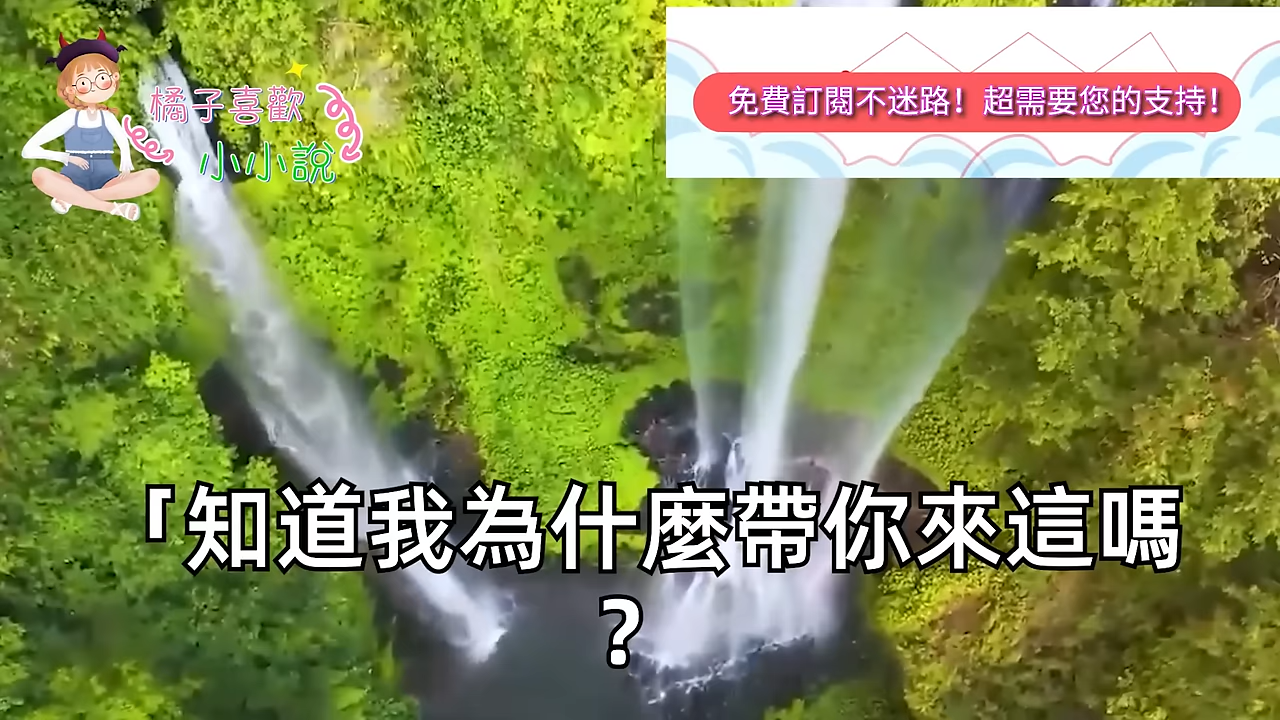 橘子喜歡
小小說
免費訂閱不迷路！超需要您的支持！
「知道我為什麼帶你來這嗎
？